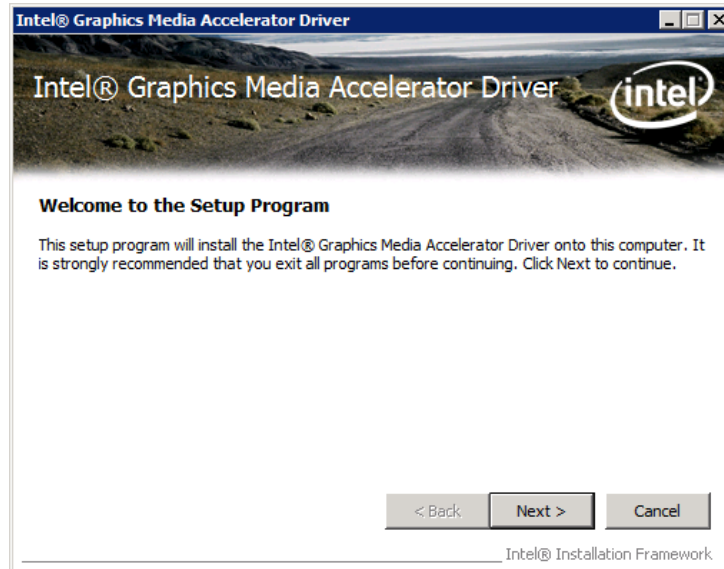 Intel® Graphics Media Accelerator Driver
Intel® Graphics Media Accelerator Driver
intel
Welcome to the Setup Program
This setup program will install the Intel® Graphics Media Accelerator Driver onto this computer. It
is strongly recommended that you exit all programs before continuing. Click Next to continue.
< Back Next > Cancel
Intel® Installation Framework